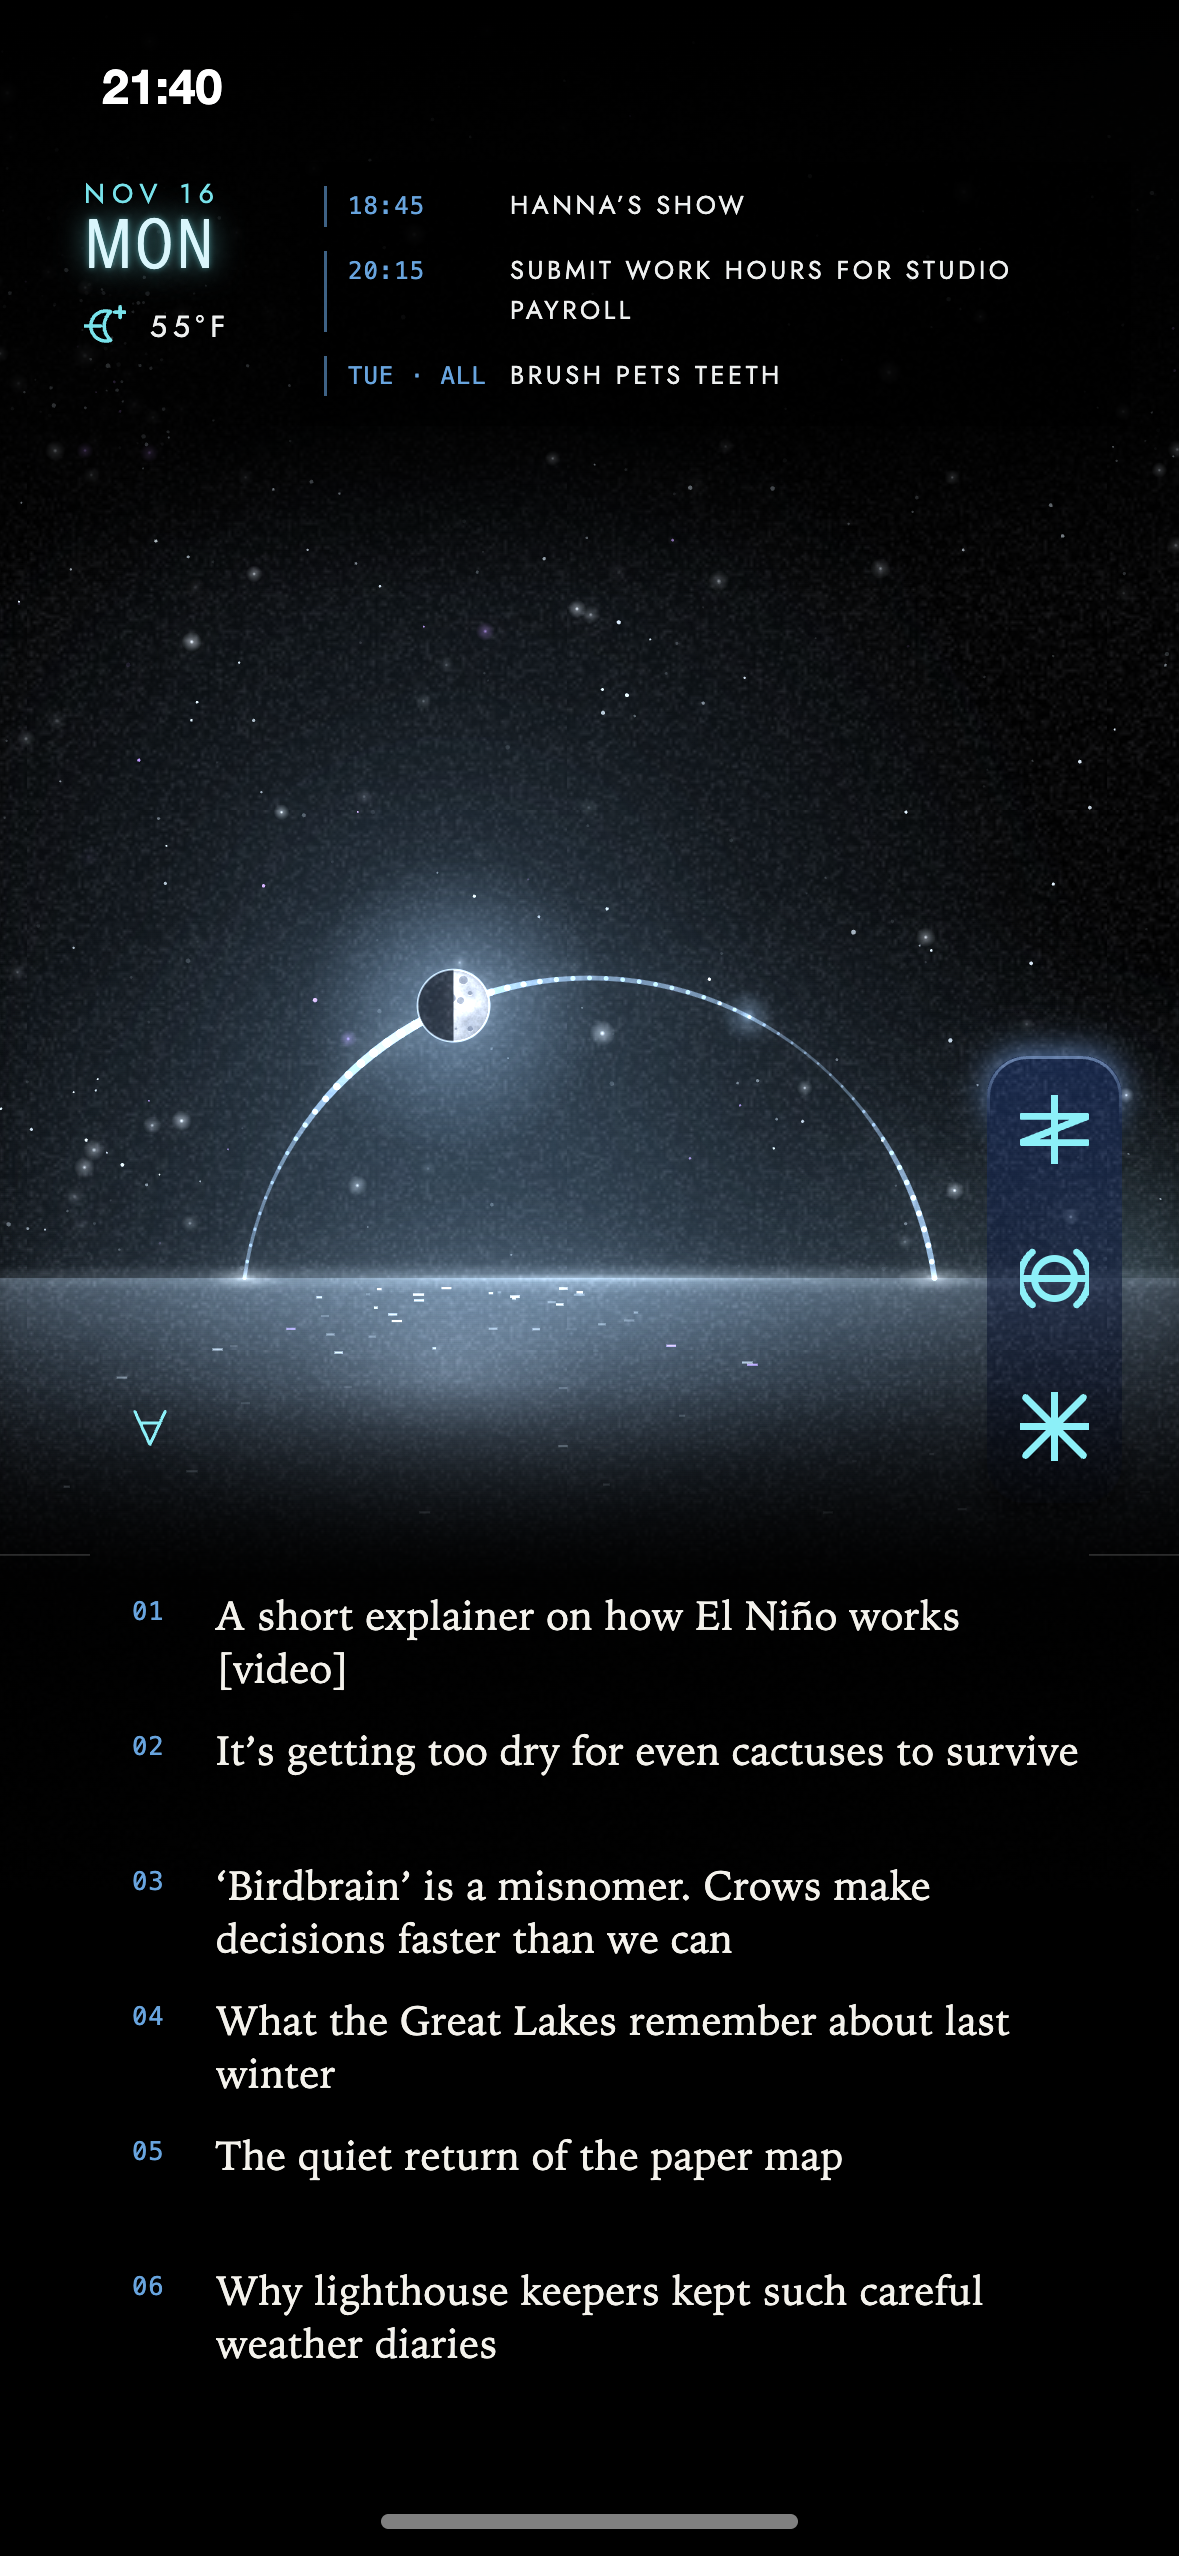 21:40
NOV 16
MON
55°F
18:45 HANNA’S SHOW
20:15 SUBMIT WORK HOURS FOR STUDIO
PAYROLL
TUE · ALL BRUSH PETS TEETH
01 A short explainer on how El Niño works
[video]
02 It’s getting too dry for even cactuses to survive
03 ‘Birdbrain’ is a misnomer. Crows make
decisions faster than we can
04 What the Great Lakes remember about last
winter
05 The quiet return of the paper map
06 Why lighthouse keepers kept such careful
weather diaries